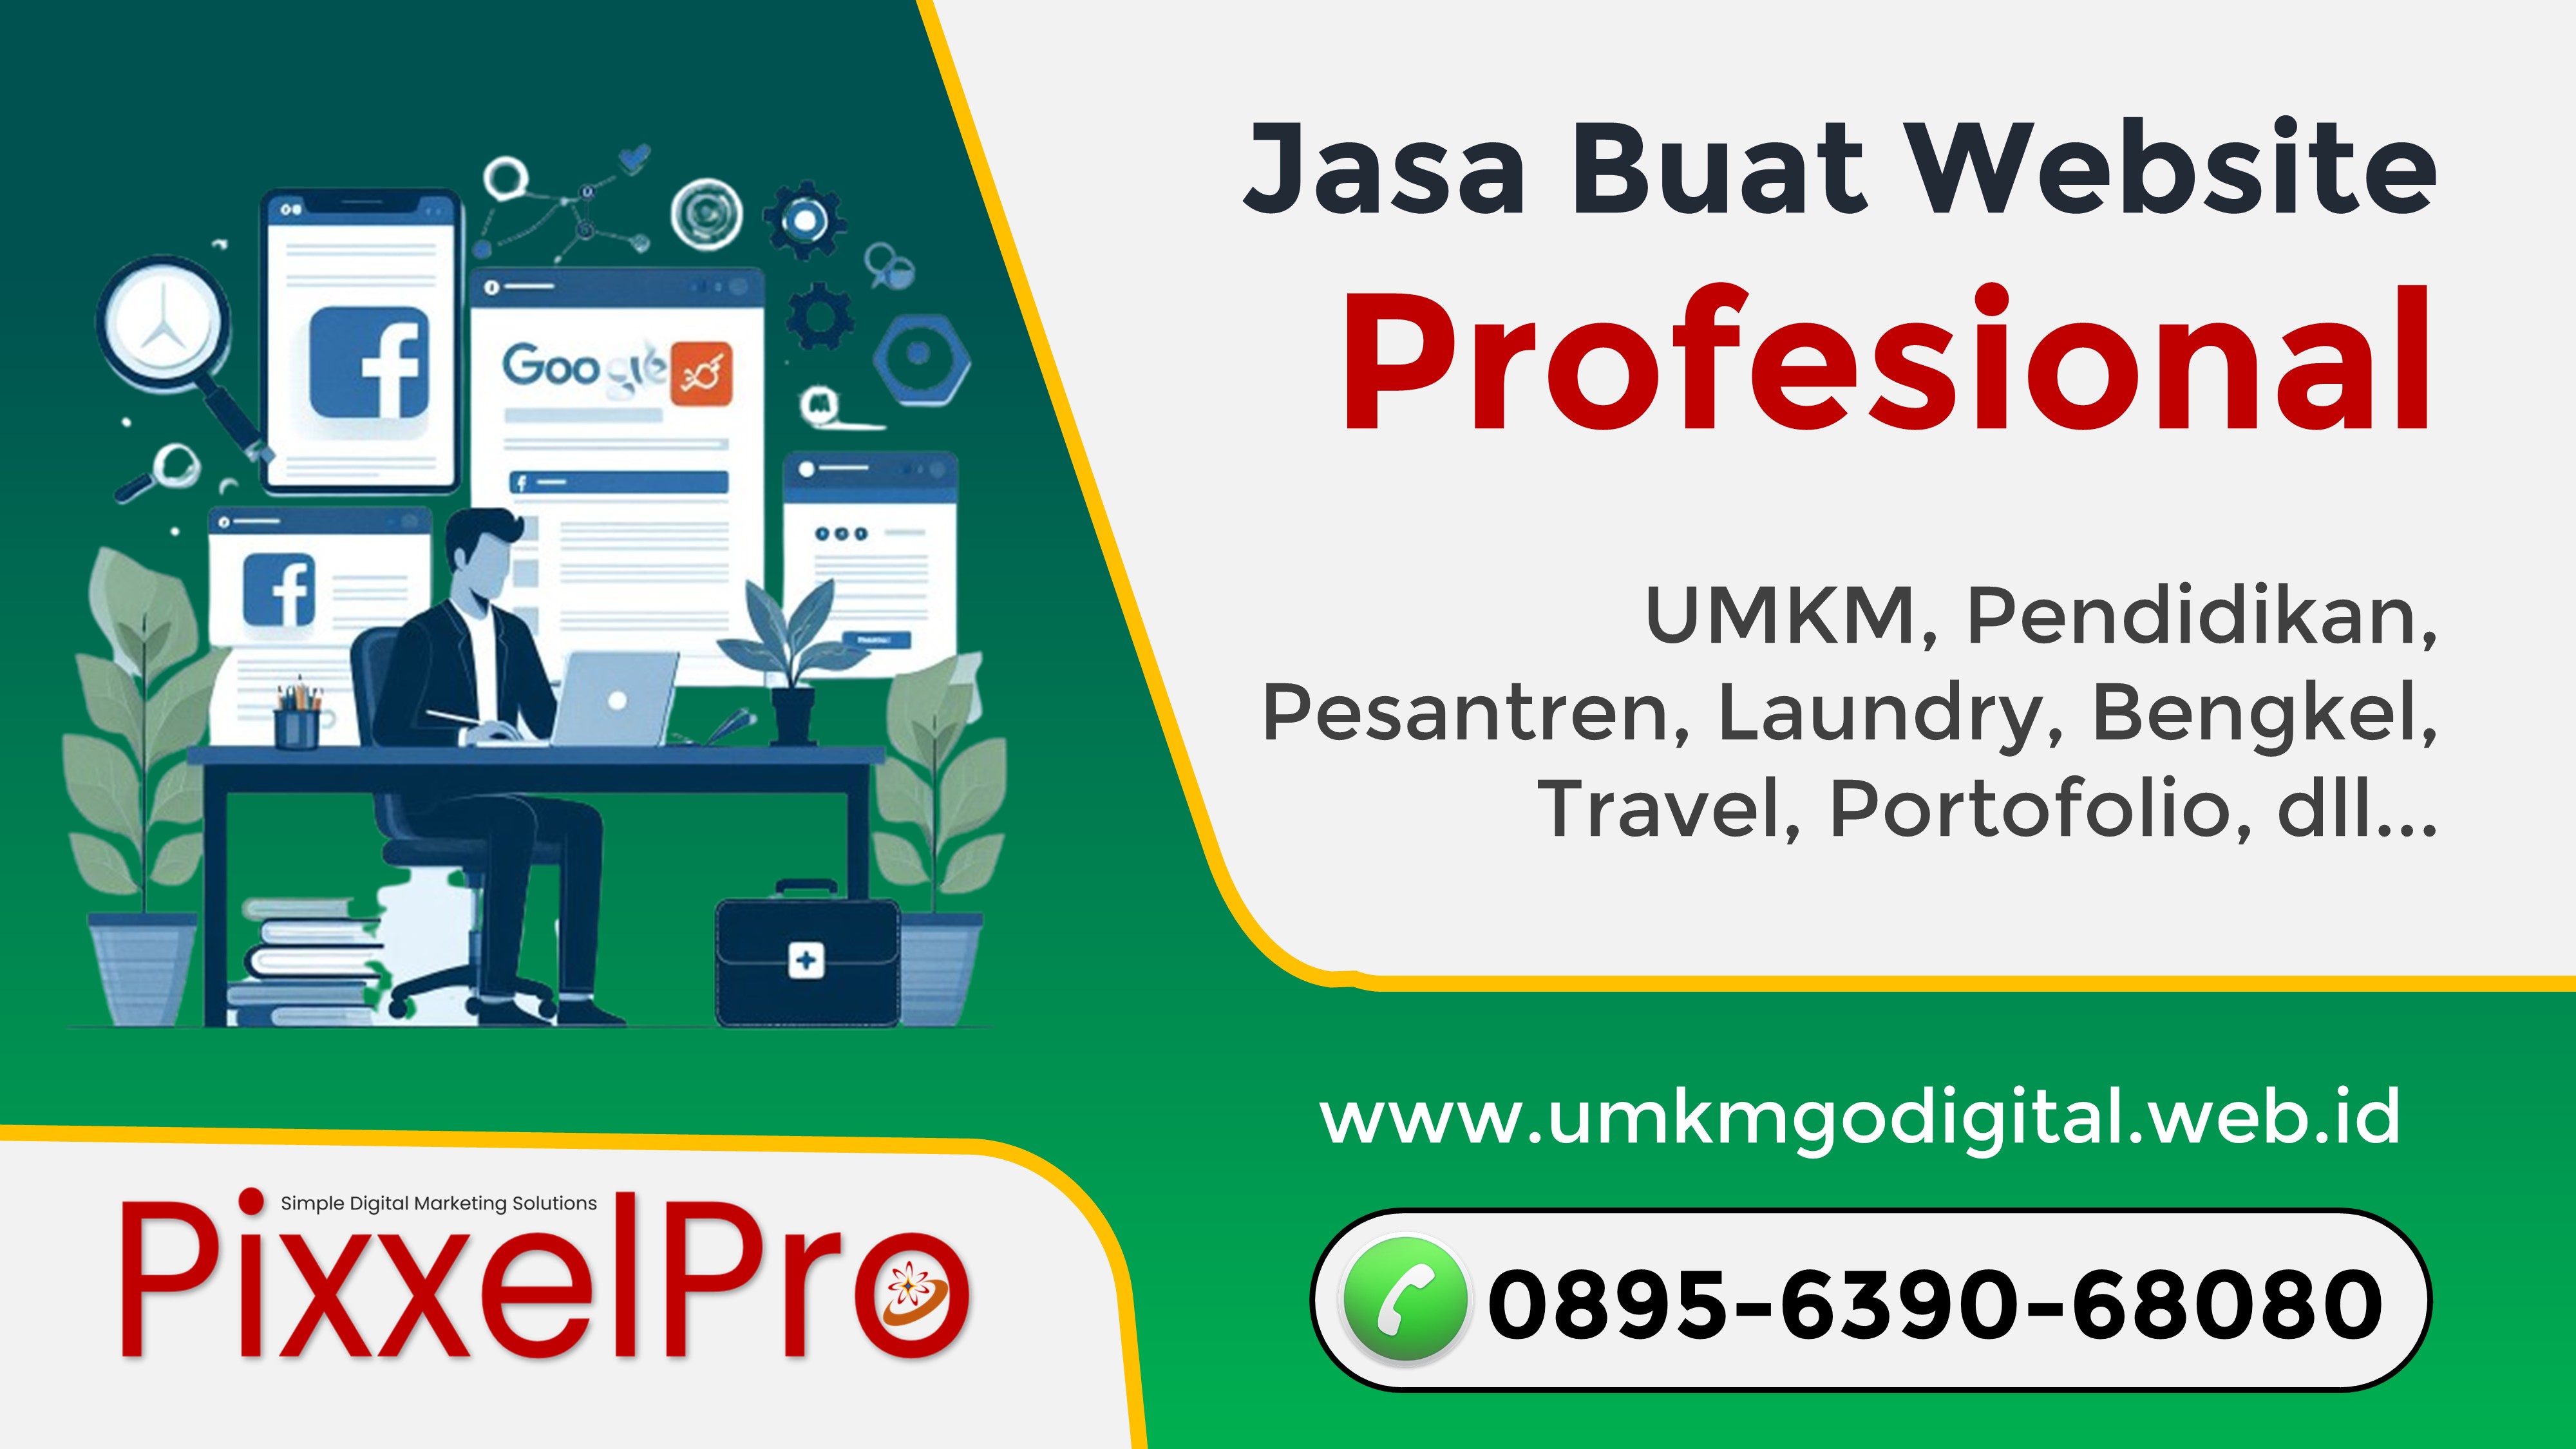 Jasa Buat Website
Profesional
UMKM, Pendidikan,
Pesantren, Laundry, Bengkel,
Travel, Portofolio, dll...
www.umkmgodigital.web.id
0895-6390-68080
Simple Digital Marketing Solutions
PixxelPro
Google